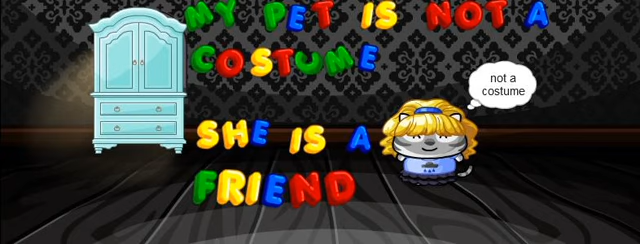 MY PET IS NOT A
COSTUME
not a
costume
SHE IS A
FRIEND